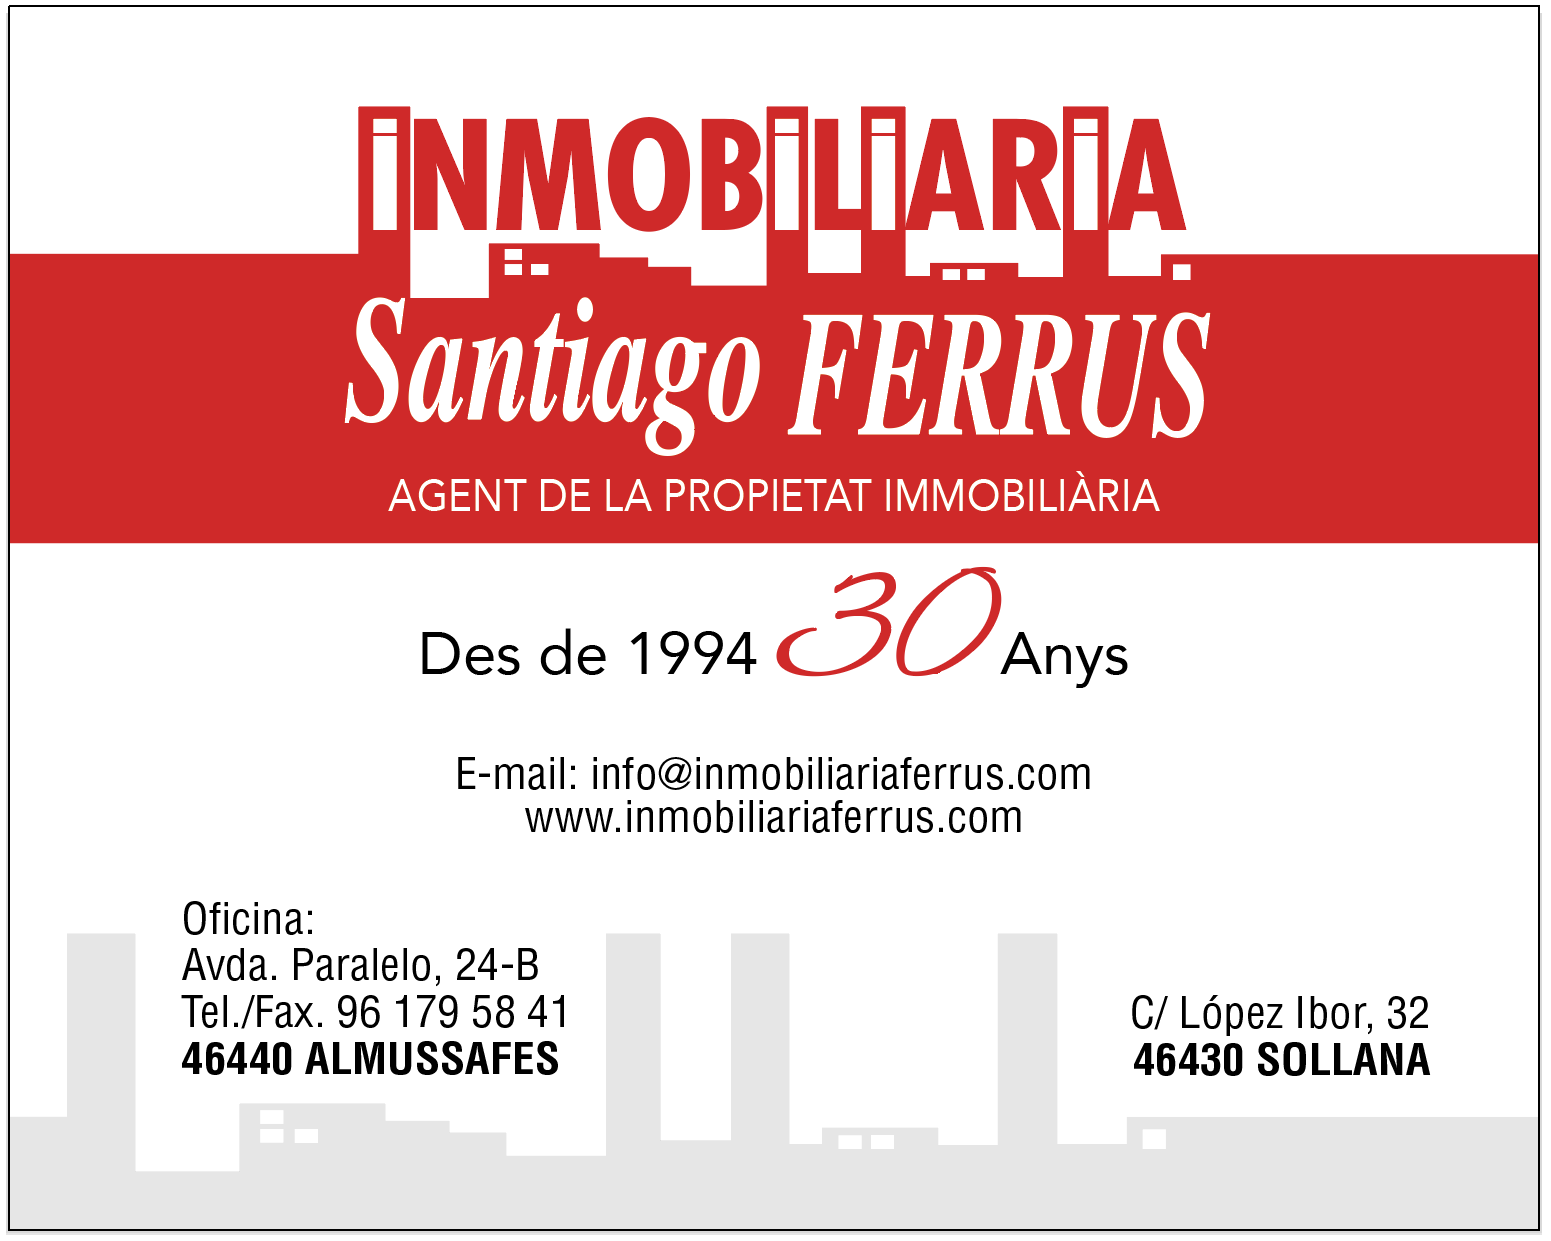 INMOBILIARIA
Santiago FERRUS
AGENT DE LA PROPIETAT IMMOBILIÀRIA
Des de 1994 30 Anys
E-mail: info@inmobiliariaferrus.com
www.inmobiliariaferrus.com
Oficina:
Avda. Paralelo, 24-B
Tel./Fax. 96 179 58 41
46440 ALMUSSAFES
C/ López Ibor, 32
46430 SOLLANA